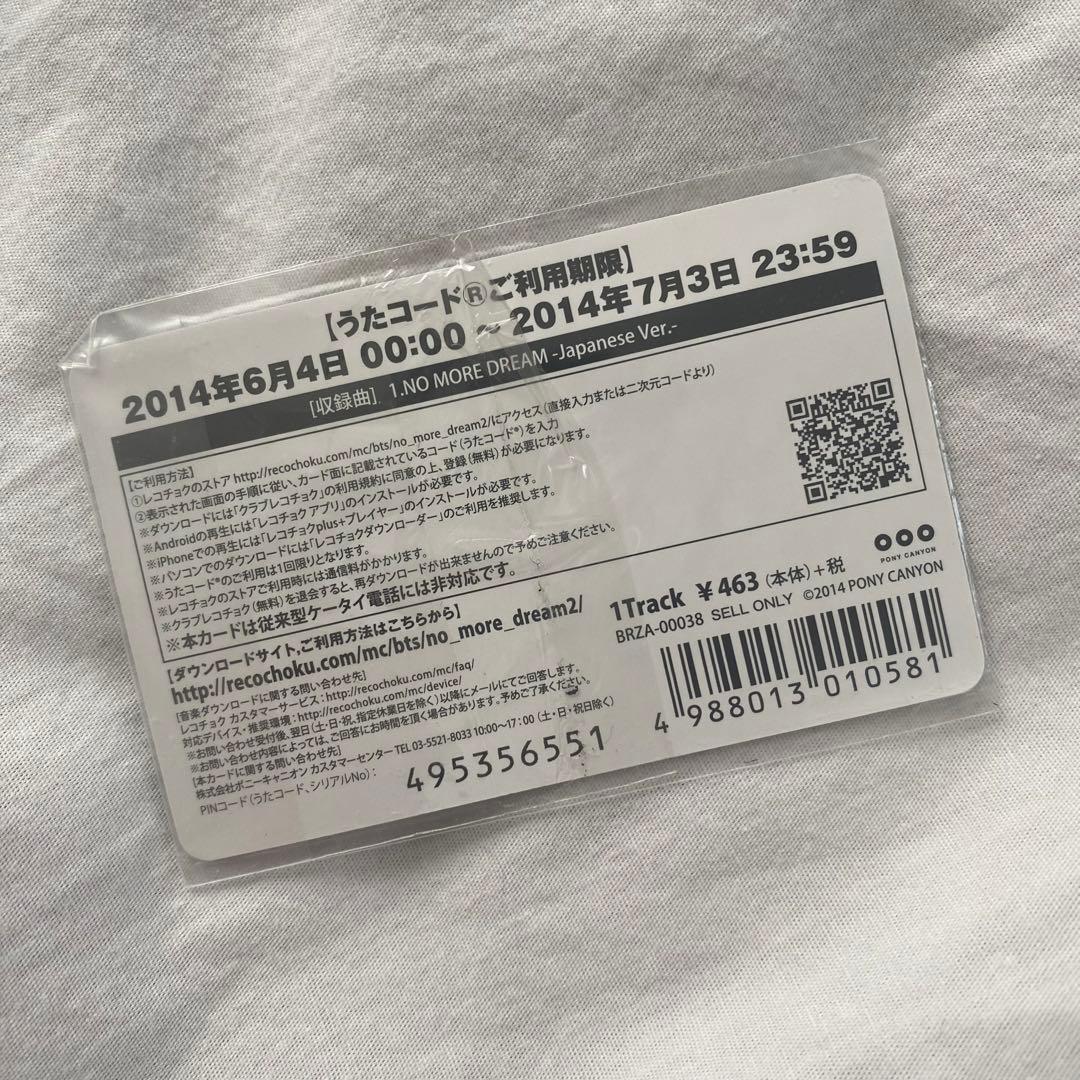 【うたコード®ご利用期限】
2014年6月4日 00:00 ~ 2014年7月3日 23:59
[収録曲] 1.NO MORE DREAM -Japanese Ver.-
【ご利用方法】
①レコチョクのストア http://recochoku.com/mc/bts/no_more_dream2/にアクセス（直接入力または二次元コードより）
②表示された画面の手順に従い、カード面に記載されているコード（うたコード®）を入力
※ダウンロードには「クラブレコチョク」の利用規約に同意の上、登録（無料）が必要になります。
※Androidの再生には「レコチョク アプリ」のインストールが必要です。
※iPhoneでの再生には「レコチョクplus+プレイヤー」のインストールが必要です。
※パソコンでのダウンロードには「レコチョクダウンローダー」のご利用を推奨します。
※うたコード®のご利用は1回限りとなります。
※レコチョクのストアご利用時には通信料がかかります。
※クラブレコチョク（無料）を退会すると、再ダウンロードが出来ませんので予めご注意ください。
※本カードは従来型ケータイ電話には非対応です。
【ダウンロードサイト、ご利用方法はこちらから】
http://recochoku.com/mc/bts/no_more_dream2/
[音楽ダウンロードに関する問い合わせ先]
レコチョク カスタマーサービス：http://recochoku.com/mc/faq/
対応デバイス・推奨環境：http://recochoku.com/mc/device/
※お問い合わせ受付後、翌日（土・日・祝、指定休業日を除く）以降にメールにてご回答します。
※お問い合わせ内容によっては、ご回答にお時間を頂く場合があります。予めご了承ください。
[本カードに関する問い合わせ先]
株式会社ポニーキャニオン カスタマーセンター TEL 03-5521-8033 10:00〜17:00（土・日・祝日除く）
PINコード（うたコード、シリアルNo）：
495356551
PONY CANYON
1Track ¥463（本体）+税
BRZA-00038 SELL ONLY ©2014 PONY CANYON
4 988013 010581